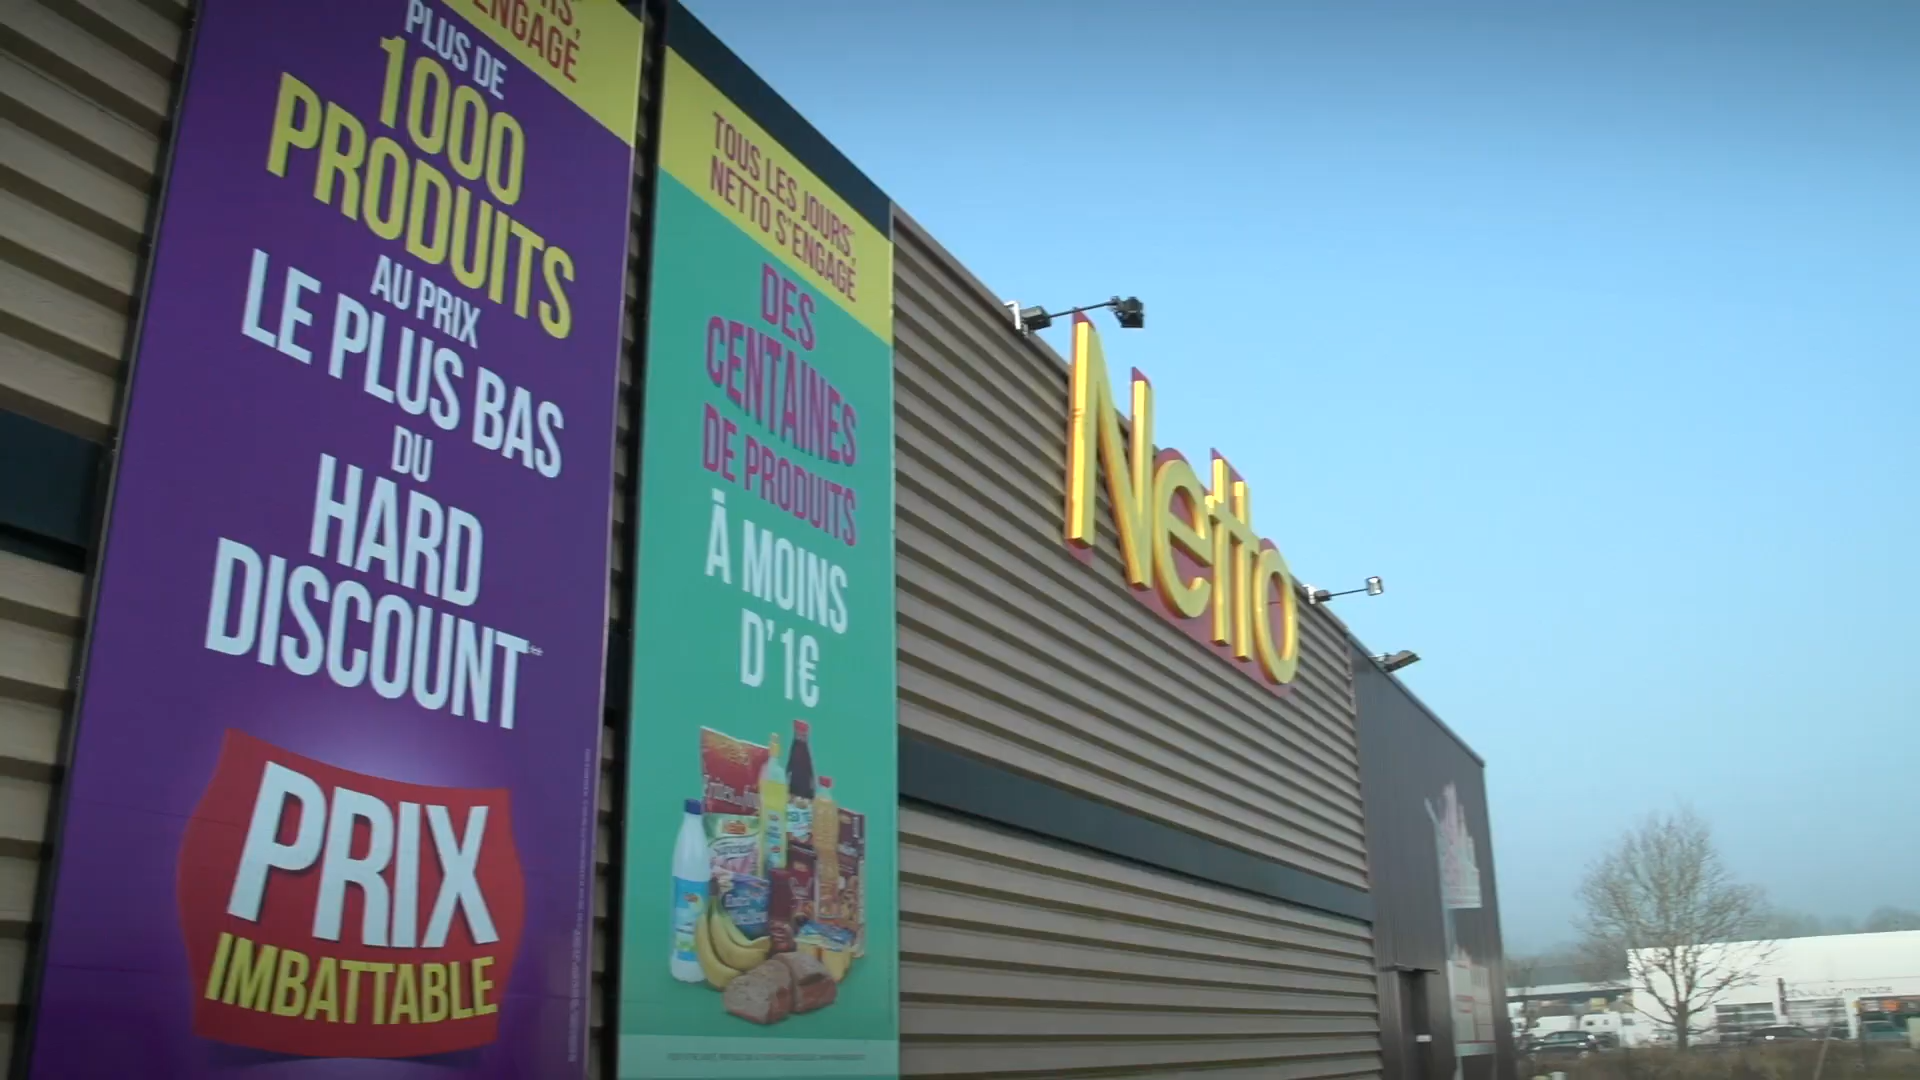 S'ENGAGE
PLUS DE
1000
PRODUITS
AU PRIX
LE PLUS BAS
DU
HARD
DISCOUNT**
PRIX
IMBATTABLE
TOUS LES JOURS*,
NETTO S'ENGAGE
DES
CENTAINES
DE PRODUITS
À MOINS
D'1€
Netto